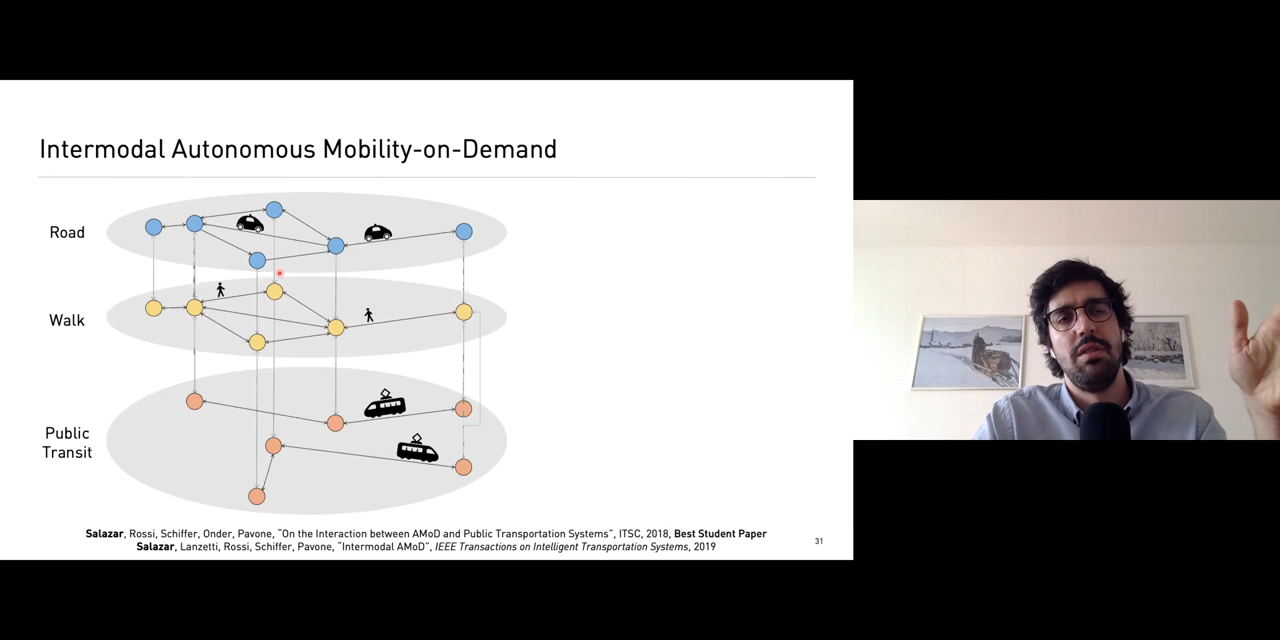 Intermodal Autonomous Mobility-on-Demand
Road
Walk
Public
Transit
Salazar, Rossi, Schiffer, Onder, Pavone, "On the Interaction between AMoD and Public Transportation Systems", ITSC, 2018, Best Student Paper
Salazar, Lanzetti, Rossi, Schiffer, Pavone, "Intermodal AMoD", IEEE Transactions on Intelligent Transportation Systems, 2019
31